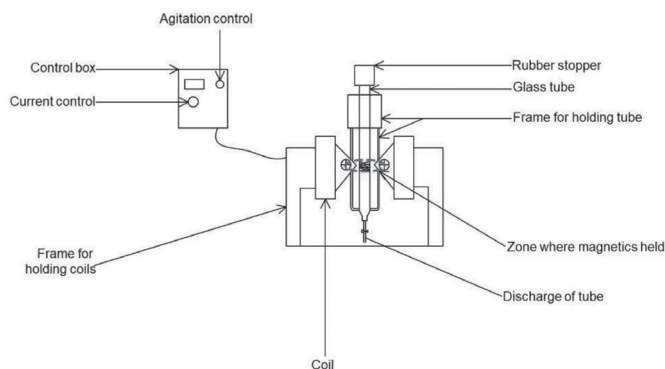 Agitation control
Control box
Current control
Rubber stopper
Glass tube
Frame for holding tube
Zone where magnetics held
Discharge of tube
Frame for
holding coils
Coil